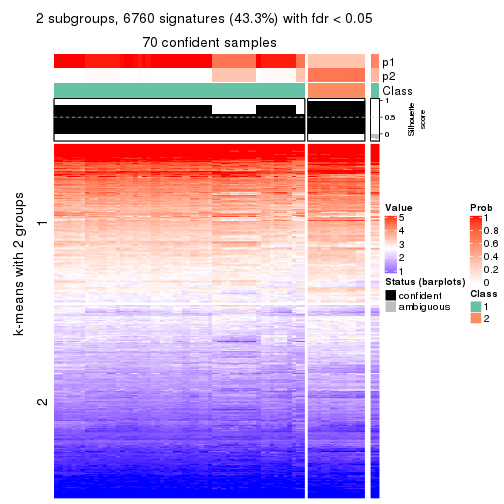 2 subgroups, 6760 signatures (43.3%) with fdr < 0.05
70 confident samples
p1
p2
Class
1
0.5
0
Silhouette
score
k-means with 2 groups
1
2
Value
5
4
3
2
1
Status (barplots)
confident
ambiguous
Prob
1
0.8
0.6
0.4
0.2
0
Class
1
2